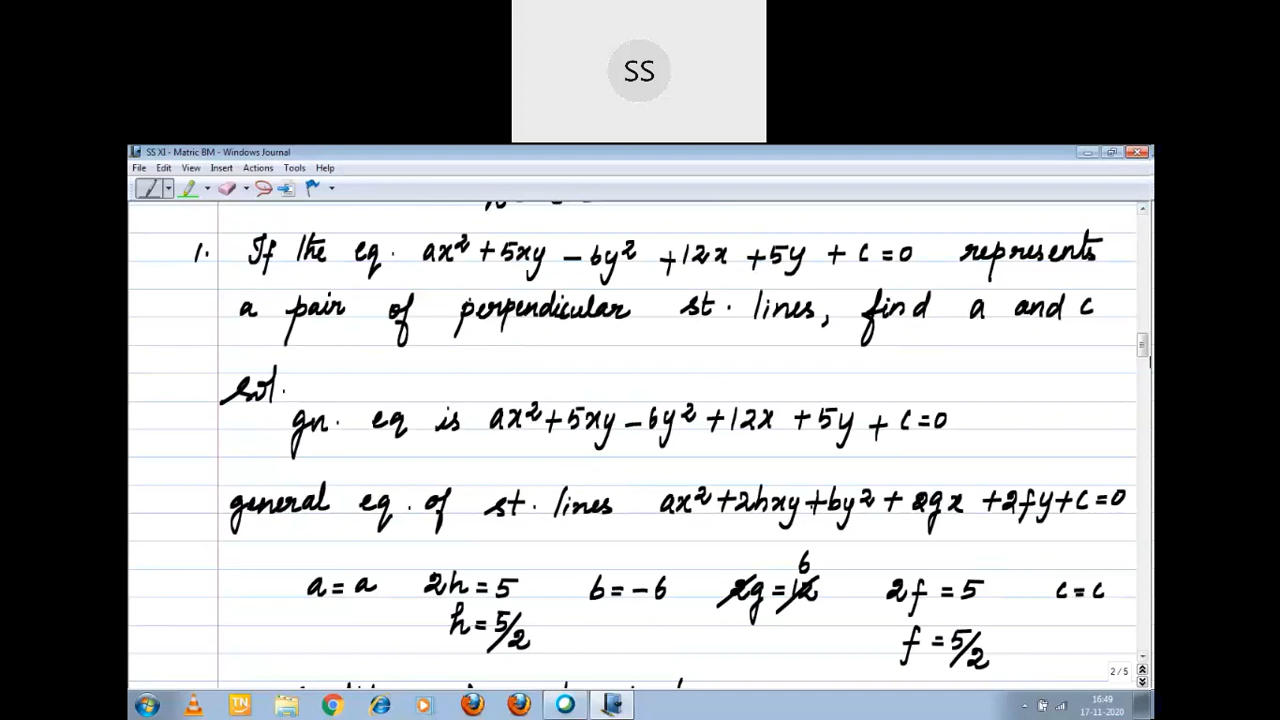 SS
SS XI - Matric BM - Windows Journal
File Edit View Insert Actions Tools Help
1. If the eq. ax² + 5xy - 6y² + 12x + 5y + c = 0 represents
a pair of perpendicular st. lines, find a and c
Sol.
gn. eq is ax² + 5xy - 6y² + 12x + 5y + c = 0
general eq. of st. lines ax² + 2hxy + by² + 2gx + 2fy + c = 0
6
a = a 2h = 5 b = -6 2g = 12 2f = 5 c = c
h = 5/2 f = 5/2
2 / 5
TN
16:49
17-11-2020